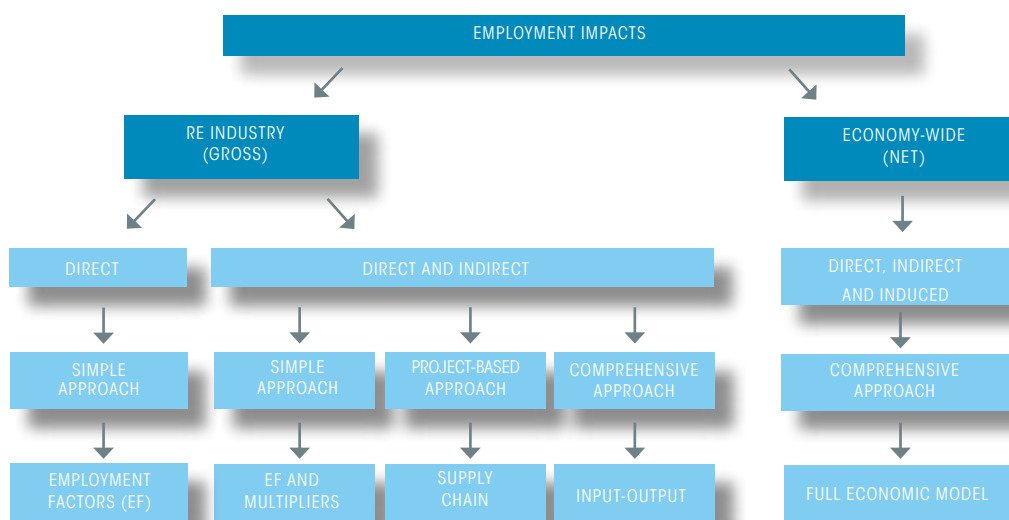 EMPLOYMENT IMPACTS
RE INDUSTRY
(GROSS)
ECONOMY-WIDE
(NET)
DIRECT
DIRECT AND INDIRECT
DIRECT, INDIRECT
AND INDUCED
SIMPLE
APPROACH
SIMPLE
APPROACH
PROJECT-BASED
APPROACH
COMPREHENSIVE
APPROACH
COMPREHENSIVE
APPROACH
EMPLOYMENT
FACTORS (EF)
EF AND
MULTIPLIERS
SUPPLY
CHAIN
INPUT-OUTPUT
FULL ECONOMIC MODEL